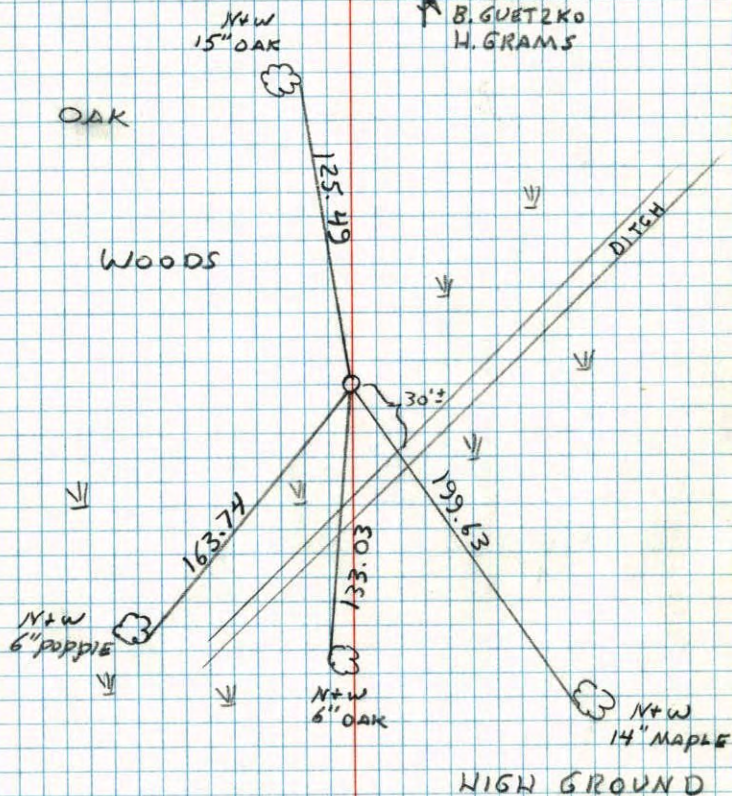 B. GUETZKO
H. GRAMS
N+W
15" OAK
OAK
125.49
WOODS
DITCH
30'±
163.74
133.03
199.63
N+W
6" POPPLE
N+W
6" OAK
N+W
14" MAPLE
HIGH GROUND